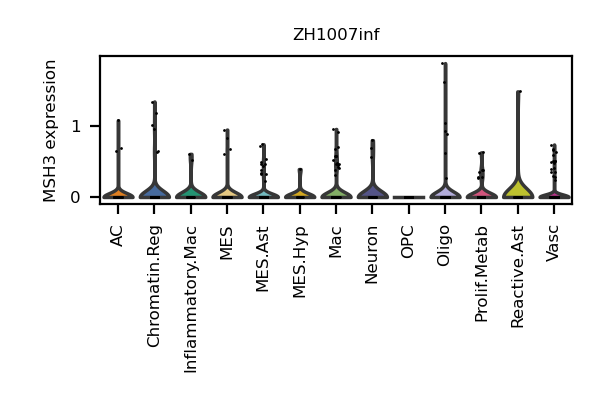 ZH1007inf
MSH3 expression
1
0
AC
Chromatin.Reg
Inflammatory.Mac
MES
MES.Ast
MES.Hyp
Mac
Neuron
OPC
Oligo
Prolif.Metab
Reactive.Ast
Vasc